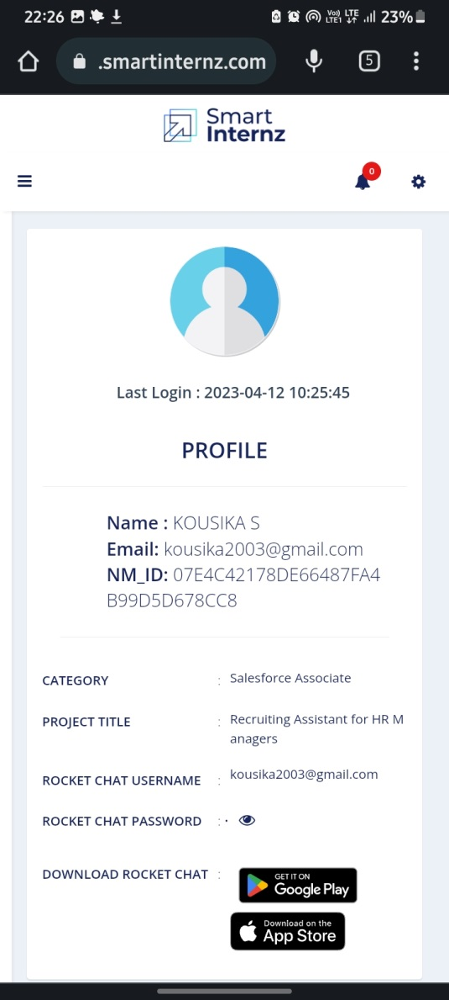 22:26 Vo)) LTE1 LTE 23%
.smartinternz.com 5
Smart
Internz
0
Last Login : 2023-04-12 10:25:45
PROFILE
Name : KOUSIKA S
Email: kousika2003@gmail.com
NM_ID: 07E4C42178DE66487FA4
B99D5D678CC8
CATEGORY : Salesforce Associate
PROJECT TITLE : Recruiting Assistant for HR M
anagers
ROCKET CHAT USERNAME : kousika2003@gmail.com
ROCKET CHAT PASSWORD : ·
DOWNLOAD ROCKET CHAT :
GET IT ON
Google Play
Download on the
App Store